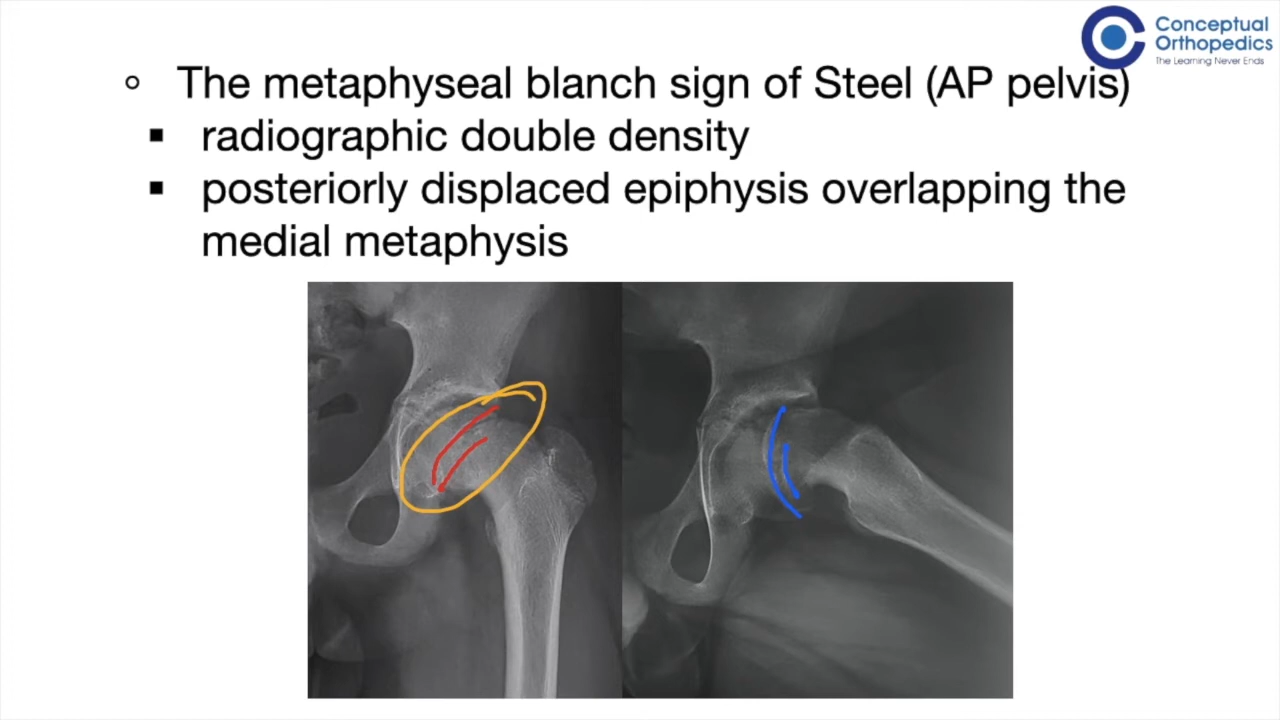 Conceptual
Orthopedics
The Learning Never Ends
The metaphyseal blanch sign of Steel (AP pelvis)
radiographic double density
posteriorly displaced epiphysis overlapping the
medial metaphysis